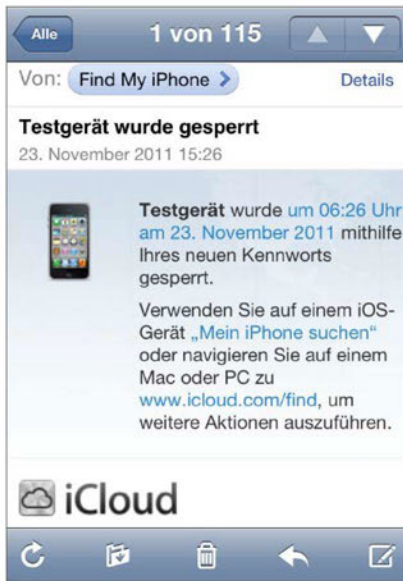 Alle
1 von 115
Von: Find My iPhone
Details
Testgerät wurde gesperrt
23. November 2011 15:26
Testgerät wurde um 06:26 Uhr
am 23. November 2011 mithilfe
Ihres neuen Kennworts
gesperrt.
Verwenden Sie auf einem iOS-
Gerät „Mein iPhone suchen“
oder navigieren Sie auf einem
Mac oder PC zu
www.icloud.com/find, um
weitere Aktionen auszuführen.
iCloud